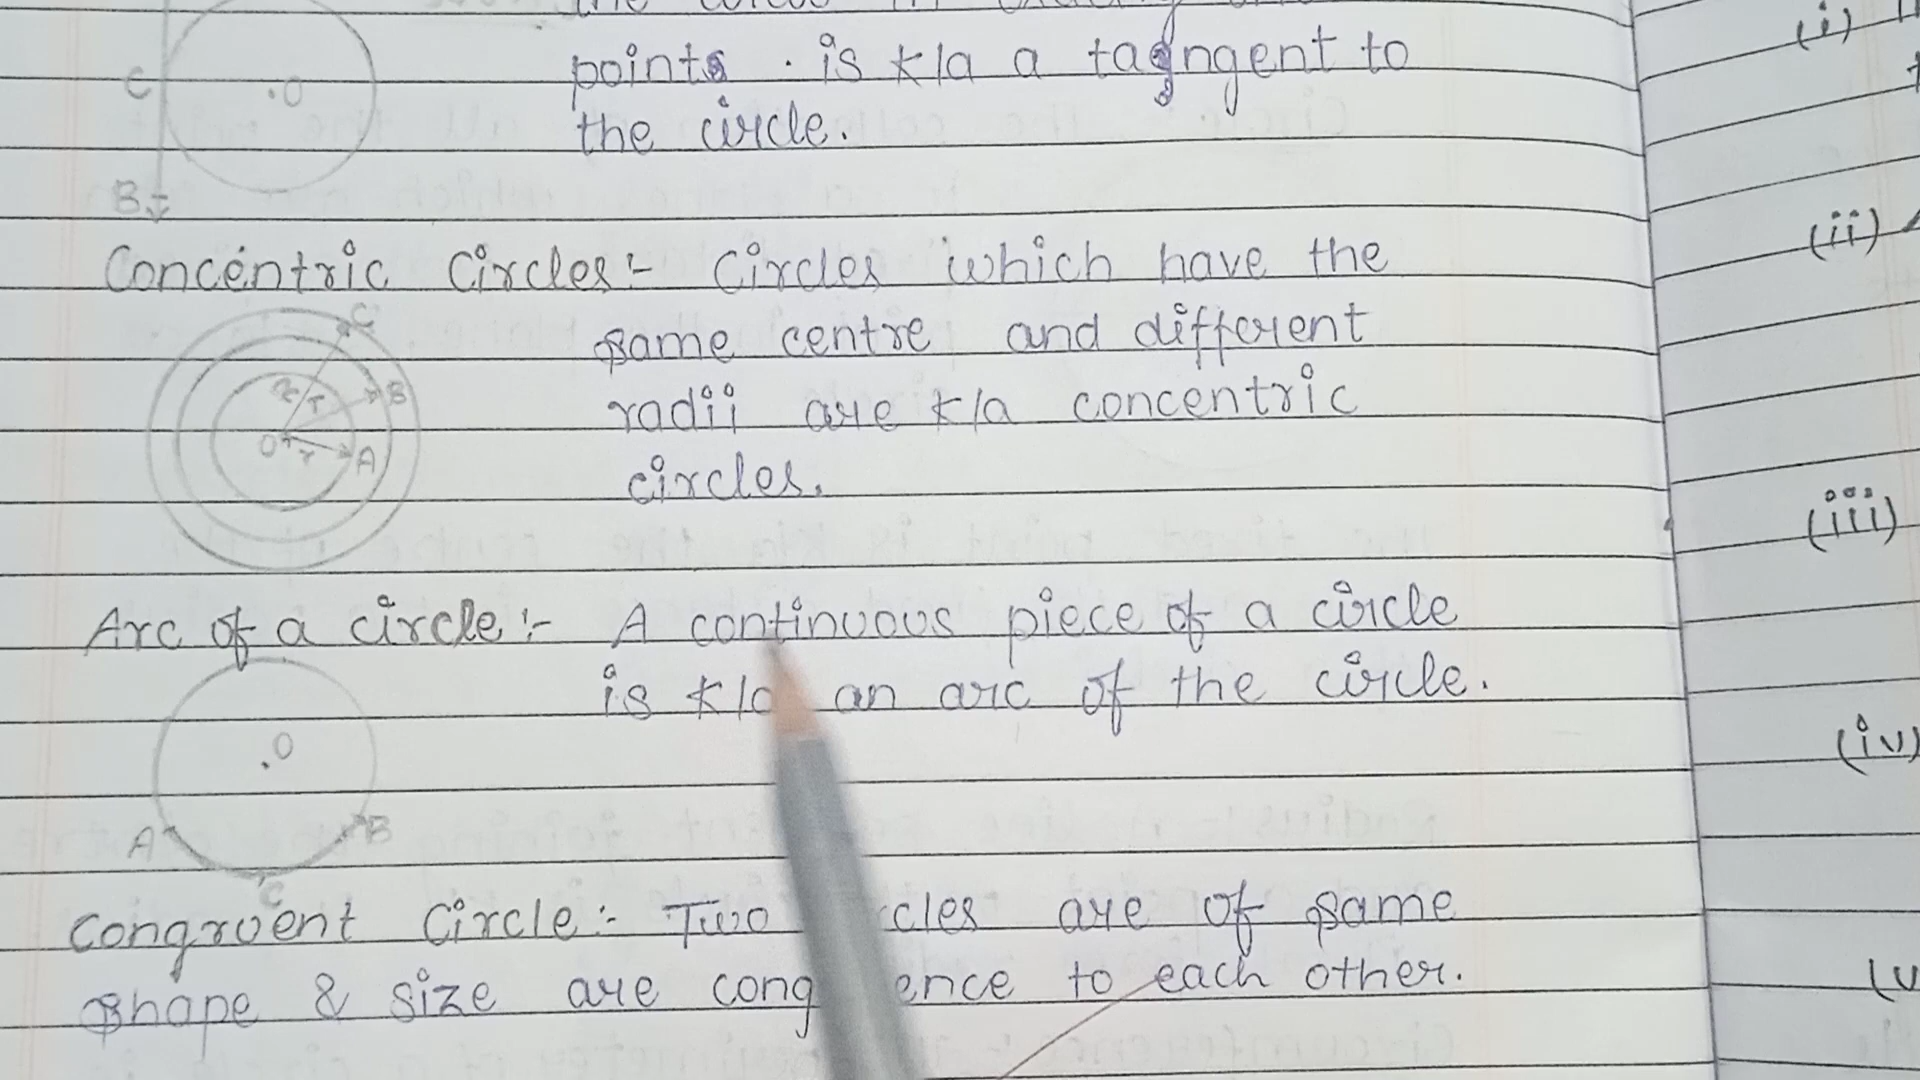 points . is k/a a tangent to
the circle.
C
.O
B
Concentric Circles:- Circles which have the
same centre and different
radii are k/a concentric
circles.
C
B
R
r
O
r
A
Arc of a circle:- A continuous piece of a circle
is k/a an arc of the circle.
.O
A
B
C
Congruent Circle:- Two cles are of same
shape & size are cong ence to each other.
(i)
(ii)
(iii)
(iv)
(v